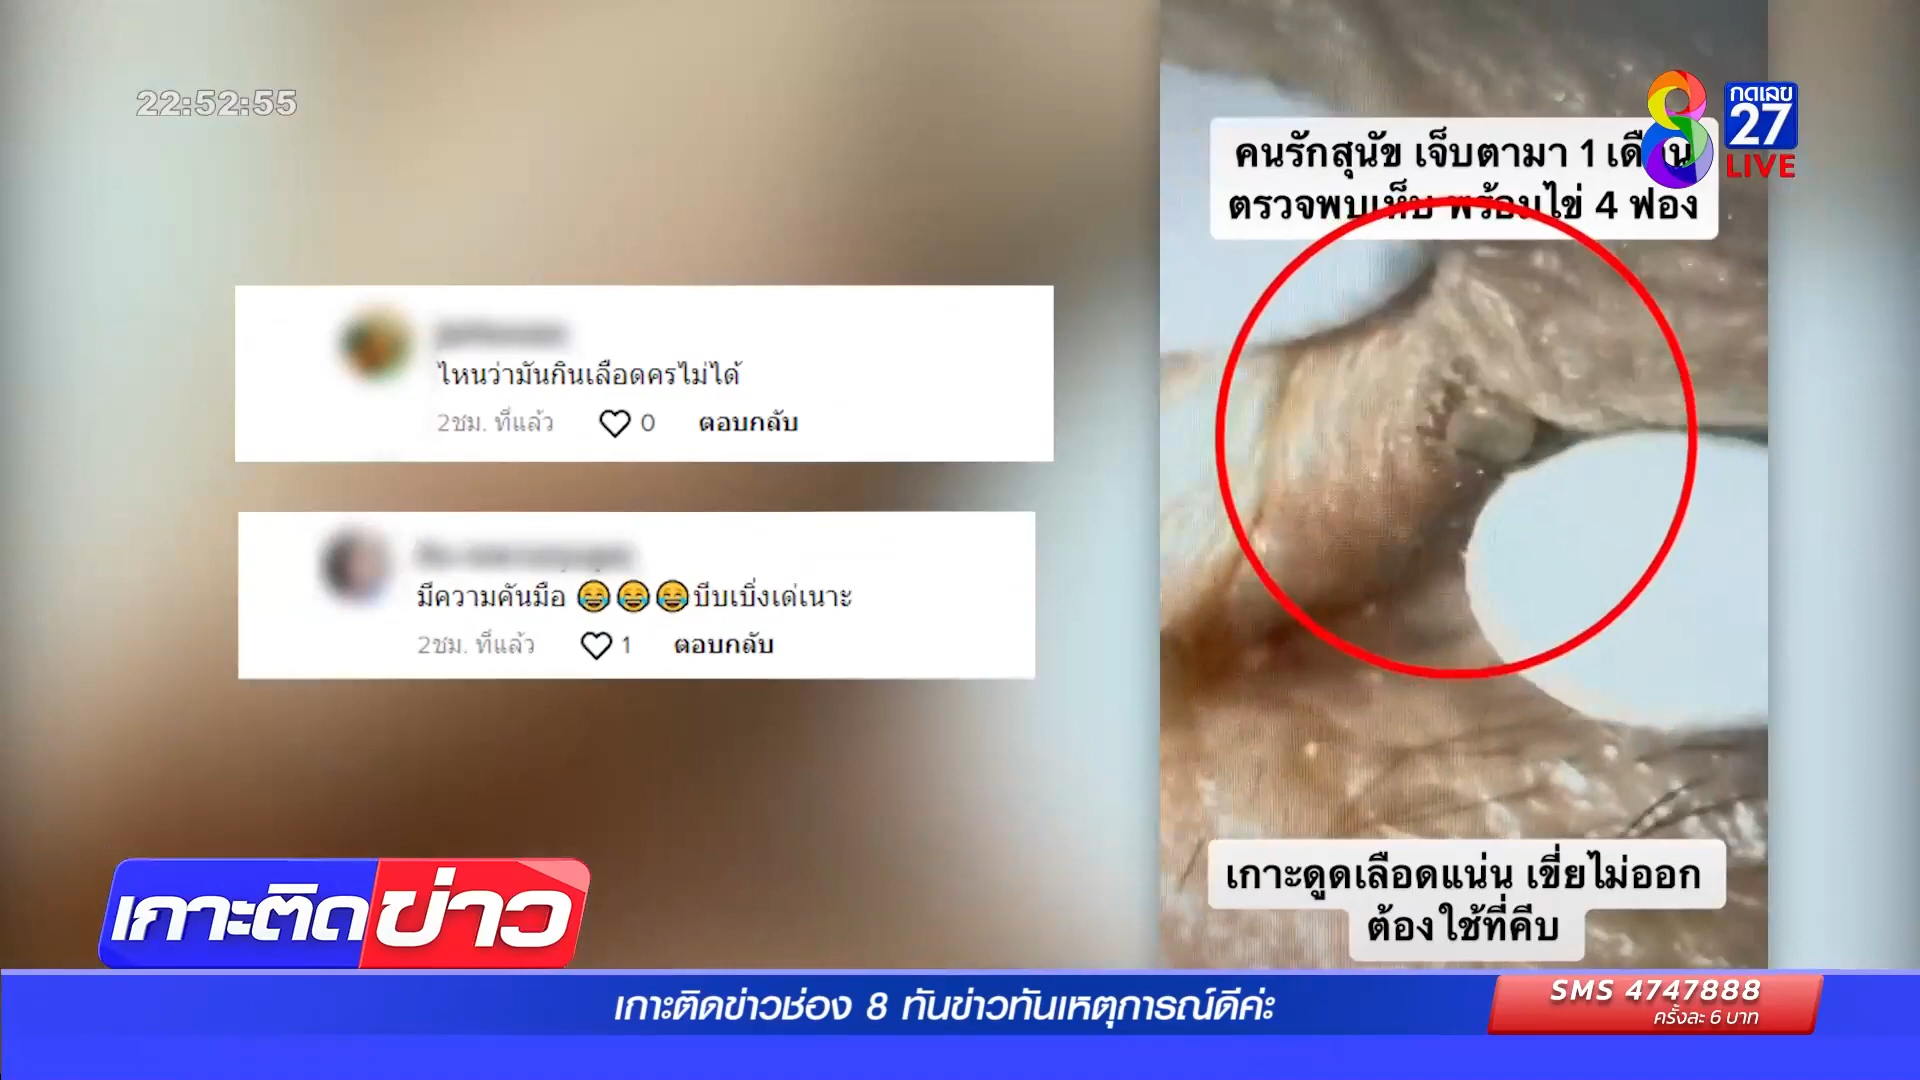 22:52:55
กดเลข
27
LIVE
คนรักสุนัข เจ็บตามา 1 เดือน
ตรวจพบเห็บ พร้อมไข่ 4 ฟอง
ไหนว่ามันกินเลือดครไม่ได้
2ชม. ที่แล้ว 0 ตอบกลับ
มีความคันมือ 😂😂😂บีบเบิ่งเด่เนาะ
2ชม. ที่แล้ว 1 ตอบกลับ
เกาะดูดเลือดแน่น เขี่ยไม่ออก
ต้องใช้ที่คีบ
เกาะติดข่าว
เกาะติดข่าวช่อง 8 ทันข่าวทันเหตุการณ์ดีค่ะ
SMS 4747888
ครั้งละ 6 บาท